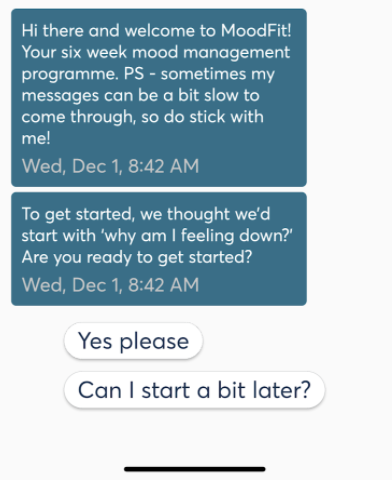 Hi there and welcome to MoodFit!
Your six week mood management
programme. PS - sometimes my
messages can be a bit slow to
come through, so do stick with
me!
Wed, Dec 1, 8:42 AM
To get started, we thought we'd
start with 'why am I feeling down?'
Are you ready to get started?
Wed, Dec 1, 8:42 AM
Yes please
Can I start a bit later?